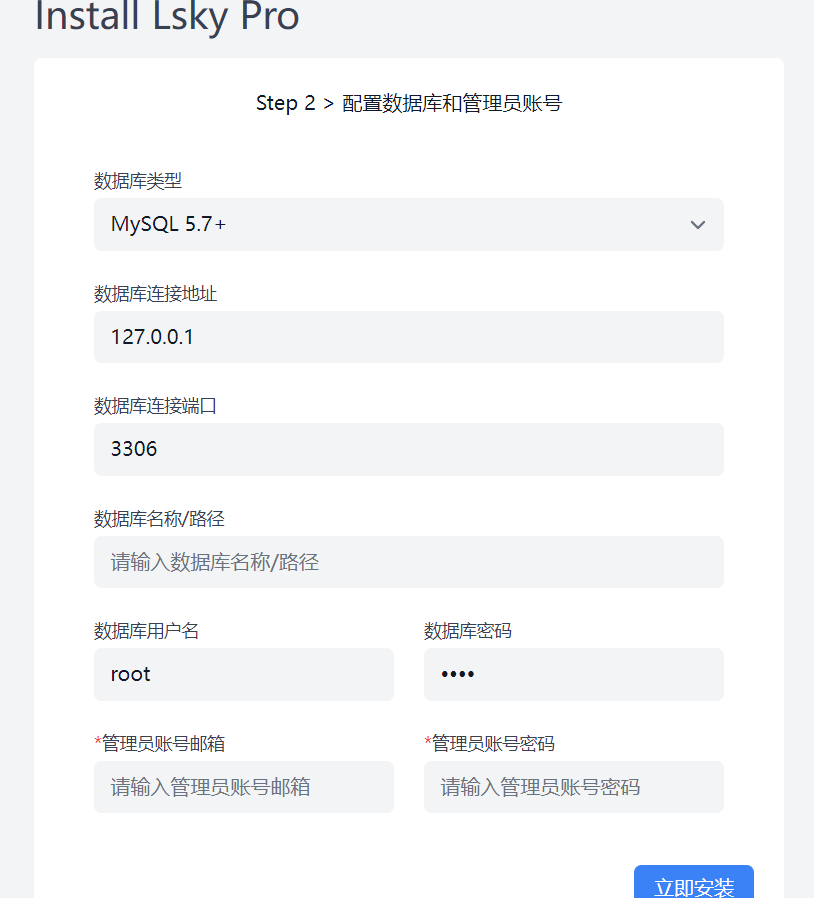 Install Lsky Pro
Step 2 > 配置数据库和管理员账号
数据库类型
MySQL 5.7+
数据库连接地址
127.0.0.1
数据库连接端口
3306
数据库名称/路径
请输入数据库名称/路径
数据库用户名 数据库密码
root ••••
*管理员账号邮箱 *管理员账号密码
请输入管理员账号邮箱 请输入管理员账号密码
立即安装